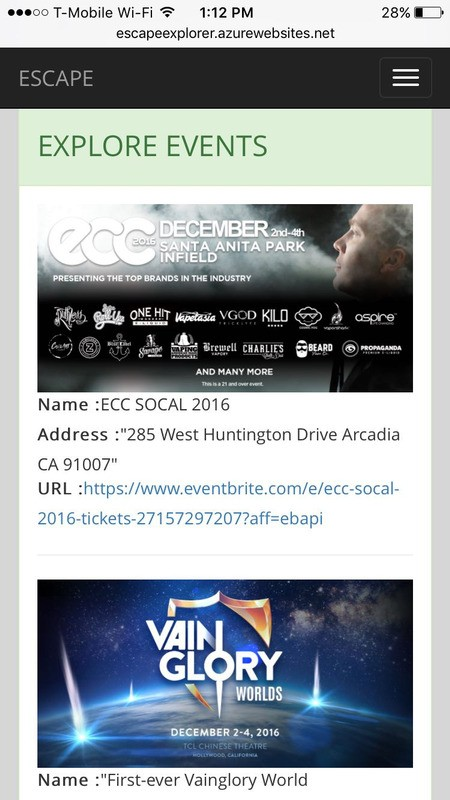 T-Mobile Wi-Fi 1:12 PM 28%
escapeexplorer.azurewebsites.net
ESCAPE
EXPLORE EVENTS
ecc 2016 DECEMBER 2nd-4th
SANTA ANITA PARK
INFIELD
PRESENTING THE TOP BRANDS IN THE INDUSTRY
Ruthless ONE HIT Vapetasia VGOD KILO aspire
Brewell CHARLIE'S BEARD PROPAGANDA
AND MANY MORE
This is a 21 and over event.
Name :ECC SOCAL 2016
Address :"285 West Huntington Drive Arcadia
CA 91007"
URL :https://www.eventbrite.com/e/ecc-socal-
2016-tickets-27157297207?aff=ebapi
VAIN
GLORY
WORLDS
DECEMBER 2-4, 2016
TCL CHINESE THEATRE
HOLLYWOOD, CALIFORNIA
Name :"First-ever Vainglory World